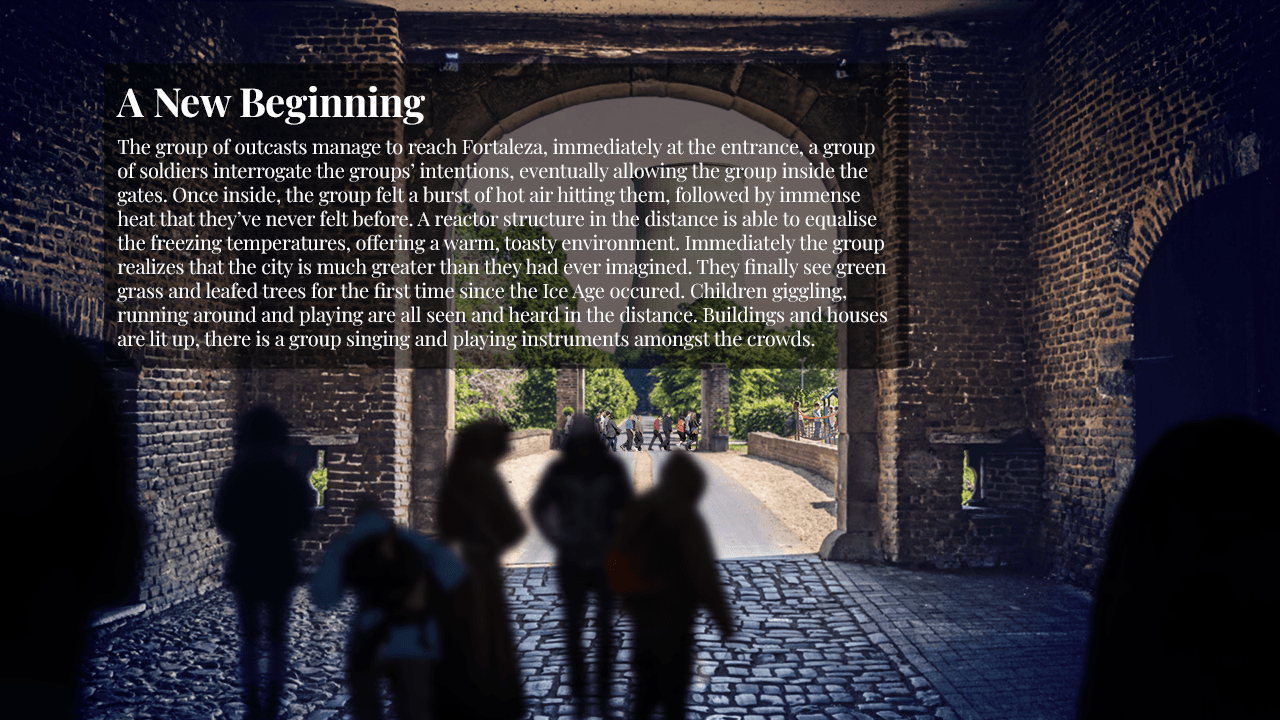 A New Beginning
The group of outcasts manage to reach Fortaleza, immediately at the entrance, a group
of soldiers interrogate the groups’ intentions, eventually allowing the group inside the
gates. Once inside, the group felt a burst of hot air hitting them, followed by immense
heat that they’ve never felt before. A reactor structure in the distance is able to equalise
the freezing temperatures, offering a warm, toasty environment. Immediately the group
realizes that the city is much greater than they had ever imagined. They finally see green
grass and leafed trees for the first time since the Ice Age occured. Children giggling,
running around and playing are all seen and heard in the distance. Buildings and houses
are lit up, there is a group singing and playing instruments amongst the crowds.